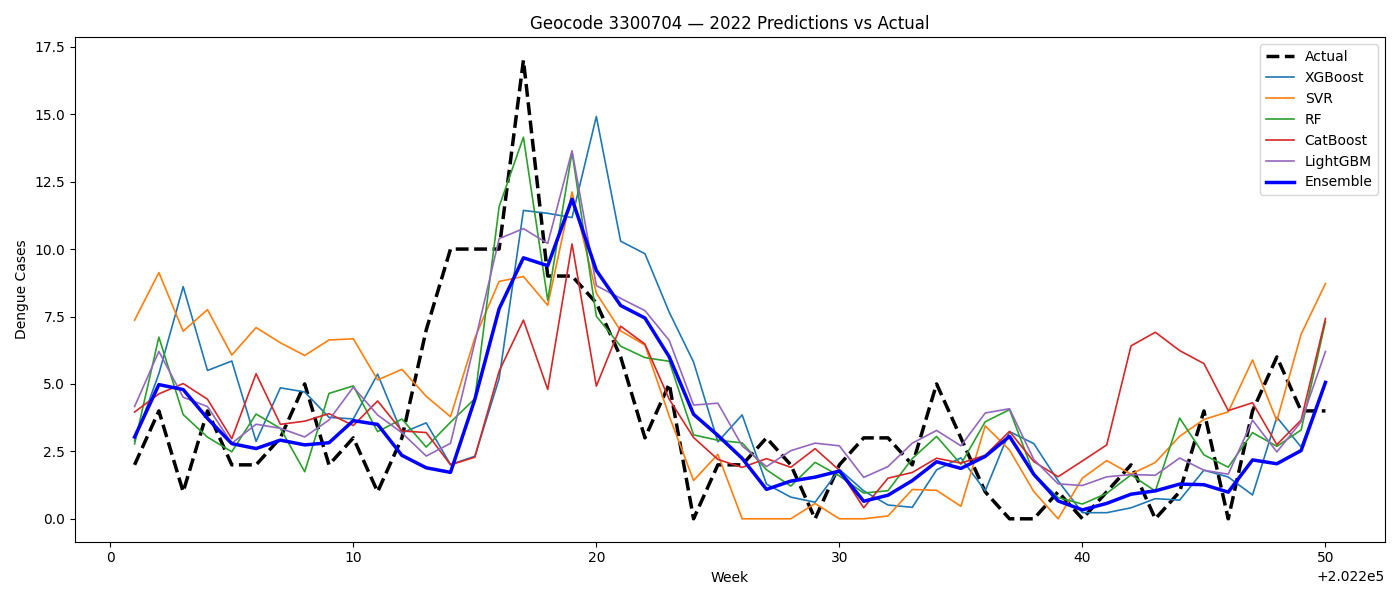 Geocode 3300704 — 2022 Predictions vs Actual
17.5
15.0
12.5
10.0
7.5
5.0
2.5
0.0
Dengue Cases
Actual
XGBoost
SVR
RF
CatBoost
LightGBM
Ensemble
0
10
20
30
40
50
+2.022e5
Week